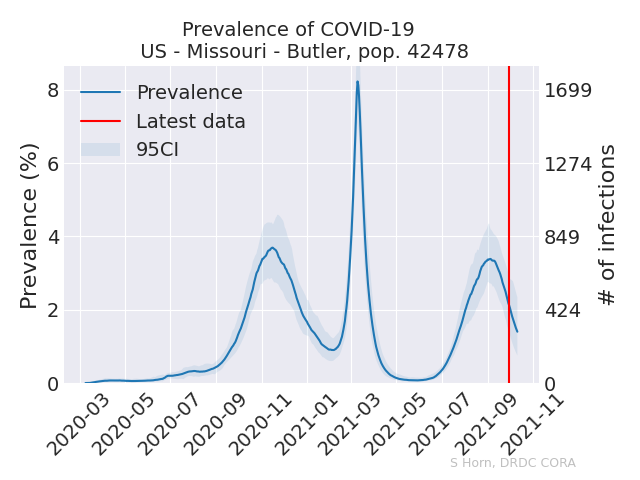 Prevalence of COVID-19
US - Missouri - Butler, pop. 42478
Prevalence
Latest data
95CI
Prevalence (%)
8
6
4
2
0
# of infections
1699
1274
849
424
0
2020-03
2020-05
2020-07
2020-09
2020-11
2021-01
2021-03
2021-05
2021-07
2021-09
2021-11
S Horn, DRDC CORA